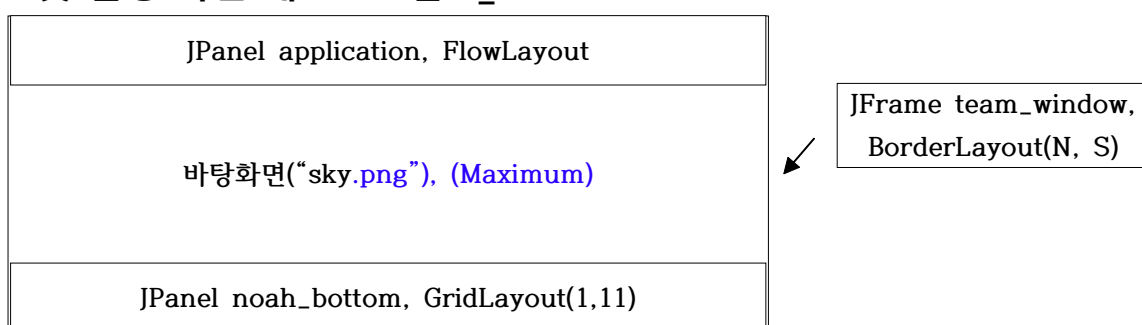 JPanel application, FlowLayout
JFrame team_window,
BorderLayout(N, S)
바탕화면(“sky.png”), (Maximum)
JPanel noah_bottom, GridLayout(1,11)